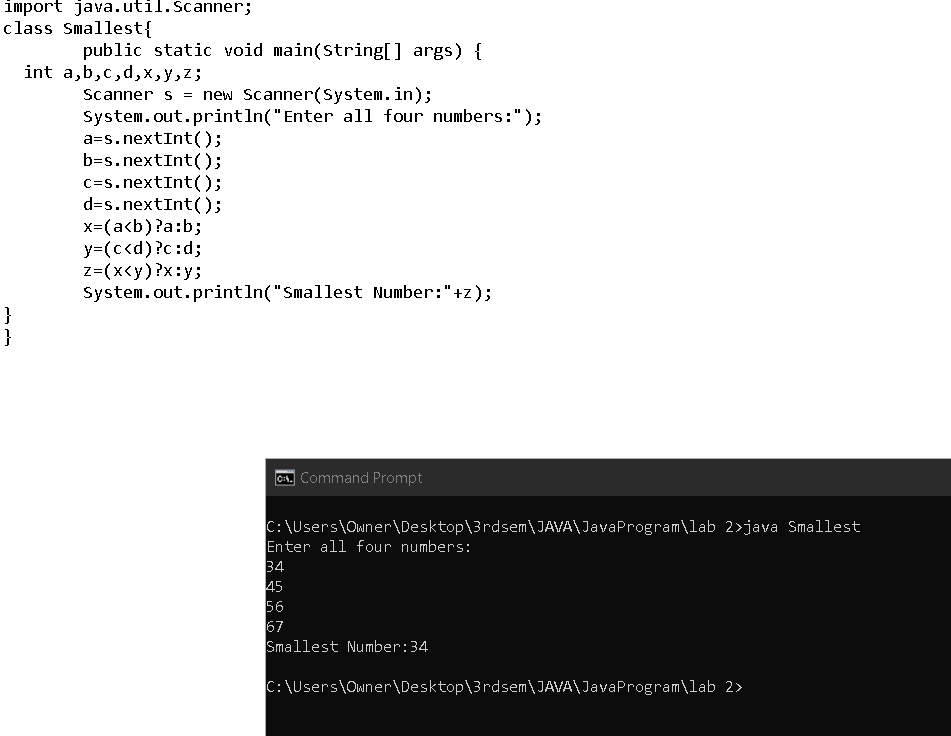 import java.util.Scanner;
class Smallest{
public static void main(String[] args) {
int a,b,c,d,x,y,z;
Scanner s = new Scanner(System.in);
System.out.println("Enter all four numbers:");
a=s.nextInt();
b=s.nextInt();
c=s.nextInt();
d=s.nextInt();
x=(a<b)?a:b;
y=(c<d)?c:d;
z=(x<y)?x:y;
System.out.println("Smallest Number:"+z);
}
}
Command Prompt
C:\Users\Owner\Desktop\3rdsem\JAVA\JavaProgram\lab 2>java Smallest
Enter all four numbers:
34
45
56
67
Smallest Number:34
C:\Users\Owner\Desktop\3rdsem\JAVA\JavaProgram\lab 2>